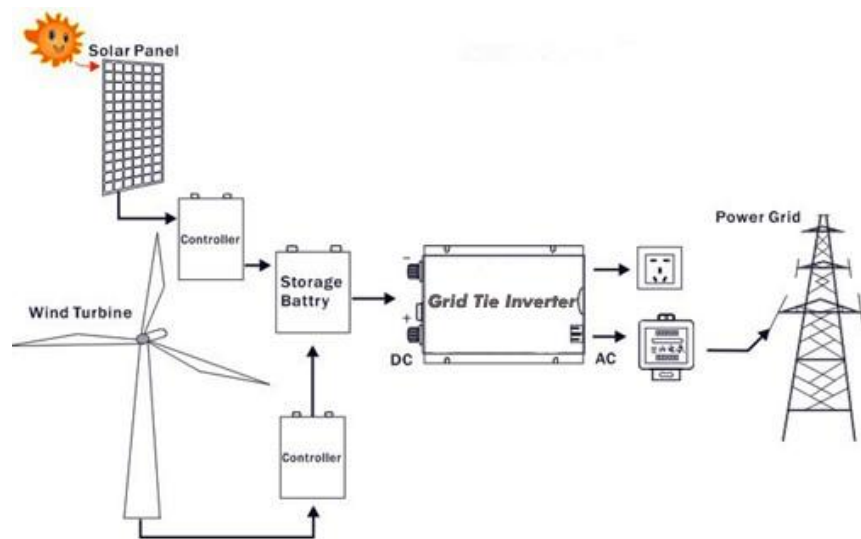 Solar Panel
Controller
Power Grid
Storage
Battry
Grid Tie Inverter
Wind Turbine
−
+
DC
AC
Controller